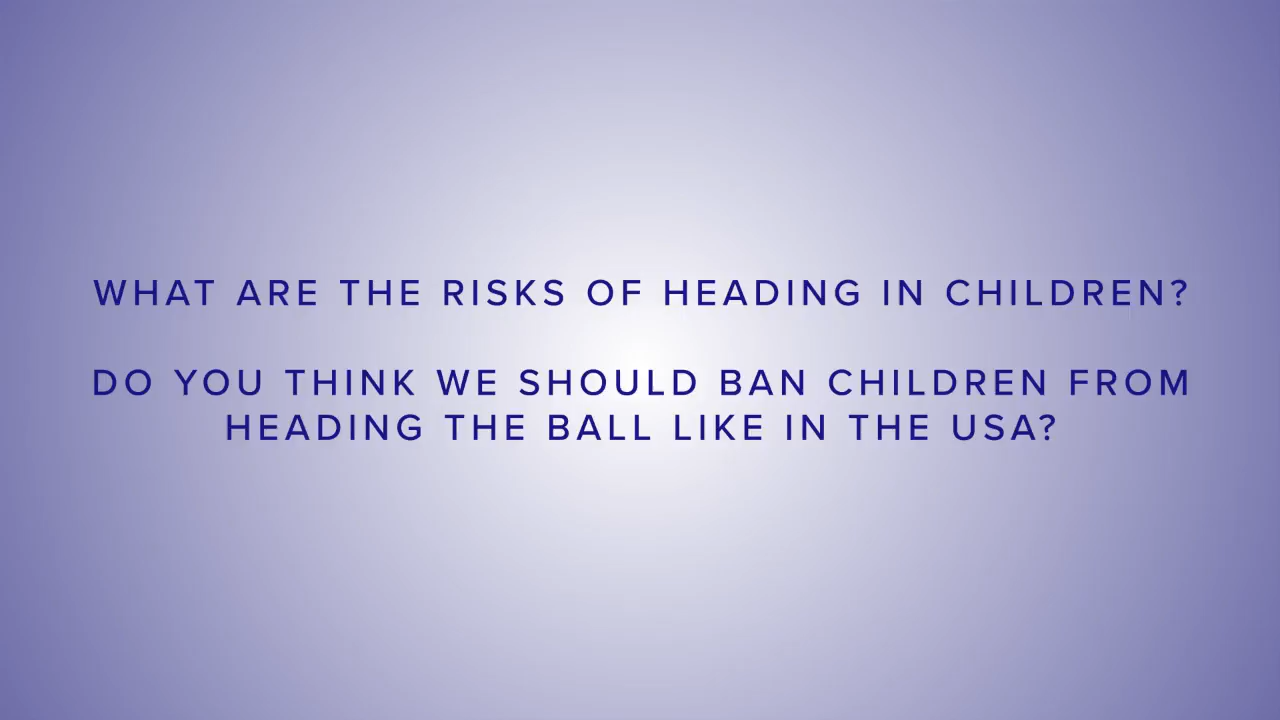 WHAT ARE THE RISKS OF HEADING IN CHILDREN?
DO YOU THINK WE SHOULD BAN CHILDREN FROM
HEADING THE BALL LIKE IN THE USA?